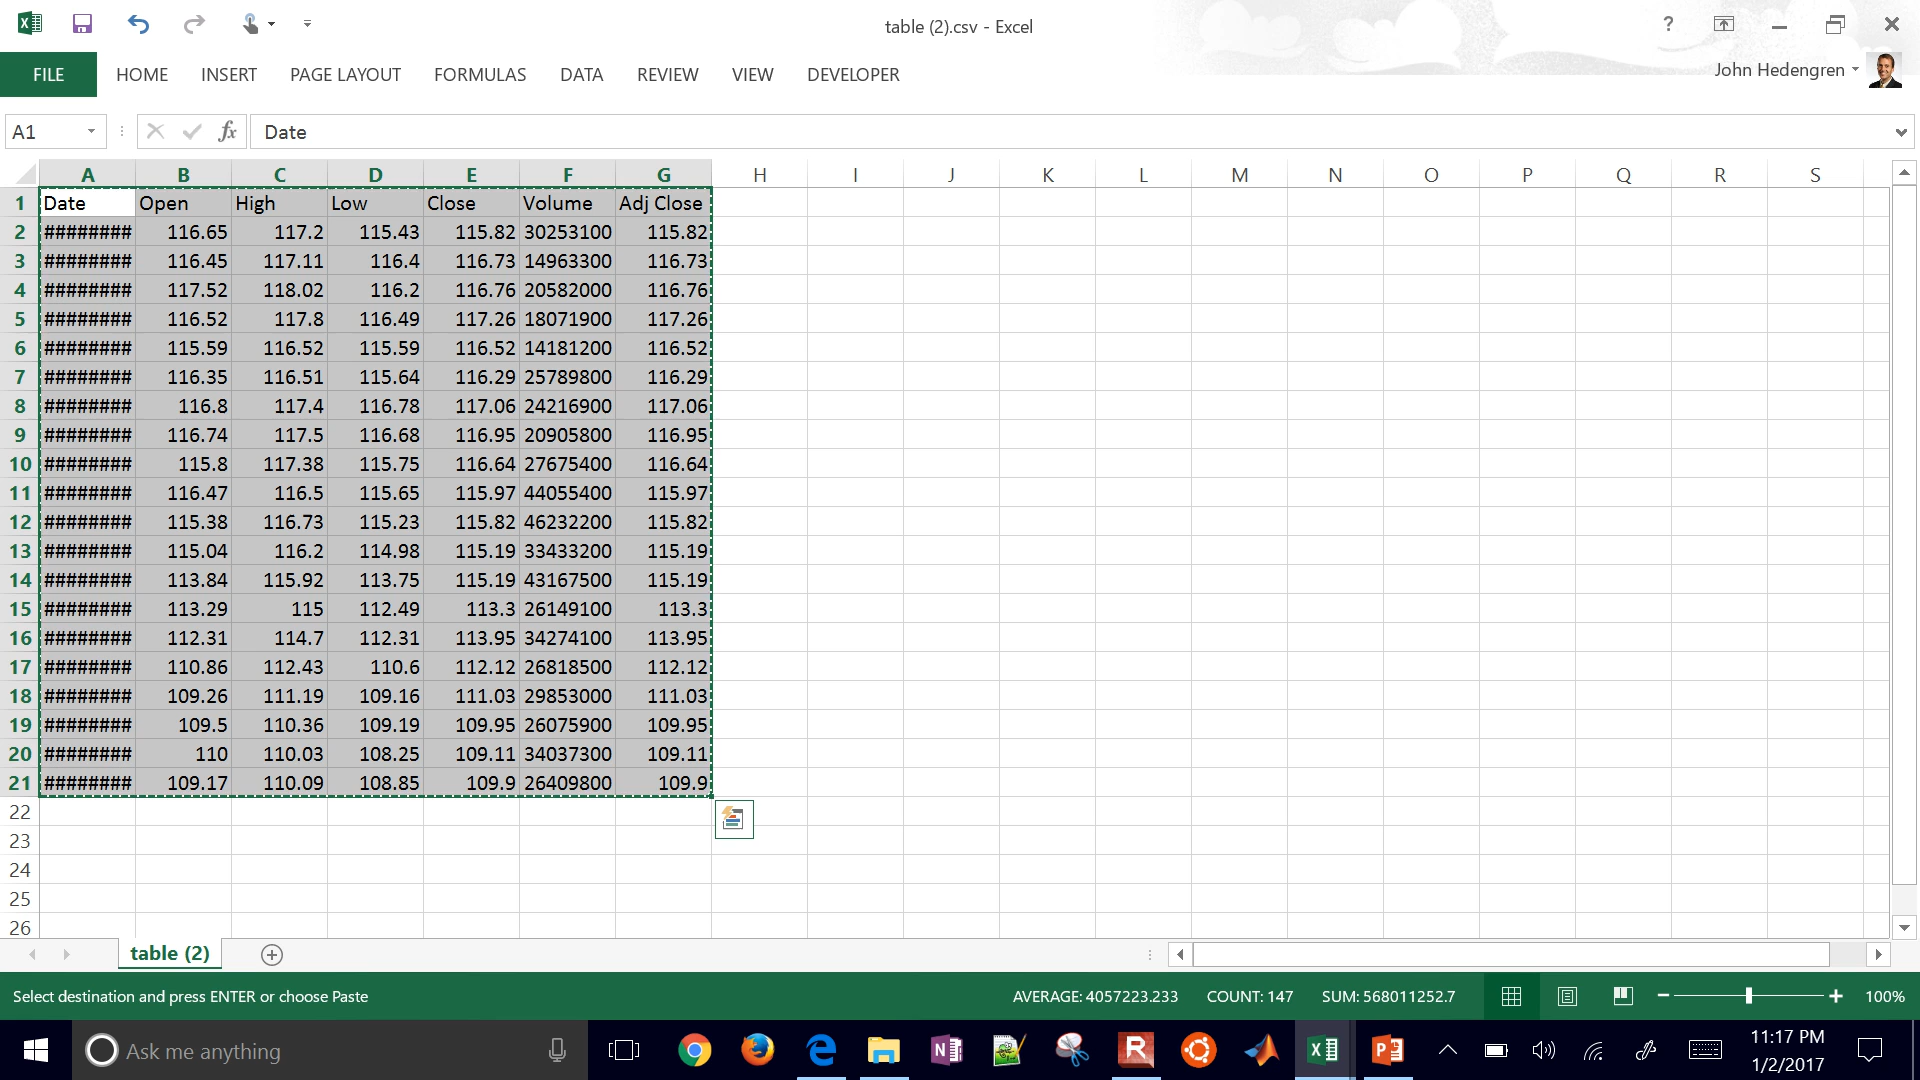 table (2).csv - Excel
?
FILE HOME INSERT PAGE LAYOUT FORMULAS DATA REVIEW VIEW DEVELOPER
John Hedengren
A1 fx Date
A B C D E F G H I J K L M N O P Q R S
1 Date Open High Low Close Volume Adj Close
2 ######## 116.65 117.2 115.43 115.82 30253100 115.82
3 ######## 116.45 117.11 116.4 116.73 14963300 116.73
4 ######## 117.52 118.02 116.2 116.76 20582000 116.76
5 ######## 116.52 117.8 116.49 117.26 18071900 117.26
6 ######## 115.59 116.52 115.59 116.52 14181200 116.52
7 ######## 116.35 116.51 115.64 116.29 25789800 116.29
8 ######## 116.8 117.4 116.78 117.06 24216900 117.06
9 ######## 116.74 117.5 116.68 116.95 20905800 116.95
10 ######## 115.8 117.38 115.75 116.64 27675400 116.64
11 ######## 116.47 116.5 115.65 115.97 44055400 115.97
12 ######## 115.38 116.73 115.23 115.82 46232200 115.82
13 ######## 115.04 116.2 114.98 115.19 33433200 115.19
14 ######## 113.84 115.92 113.75 115.19 43167500 115.19
15 ######## 113.29 115 112.49 113.3 26149100 113.3
16 ######## 112.31 114.7 112.31 113.95 34274100 113.95
17 ######## 110.86 112.43 110.6 112.12 26818500 112.12
18 ######## 109.26 111.19 109.16 111.03 29853000 111.03
19 ######## 109.5 110.36 109.19 109.95 26075900 109.95
20 ######## 110 110.03 108.25 109.11 34037300 109.11
21 ######## 109.17 110.09 108.85 109.9 26409800 109.9
22
23
24
25
26
table (2)
Select destination and press ENTER or choose Paste AVERAGE: 4057223.233 COUNT: 147 SUM: 568011252.7 100%
Ask me anything 11:17 PM
1/2/2017